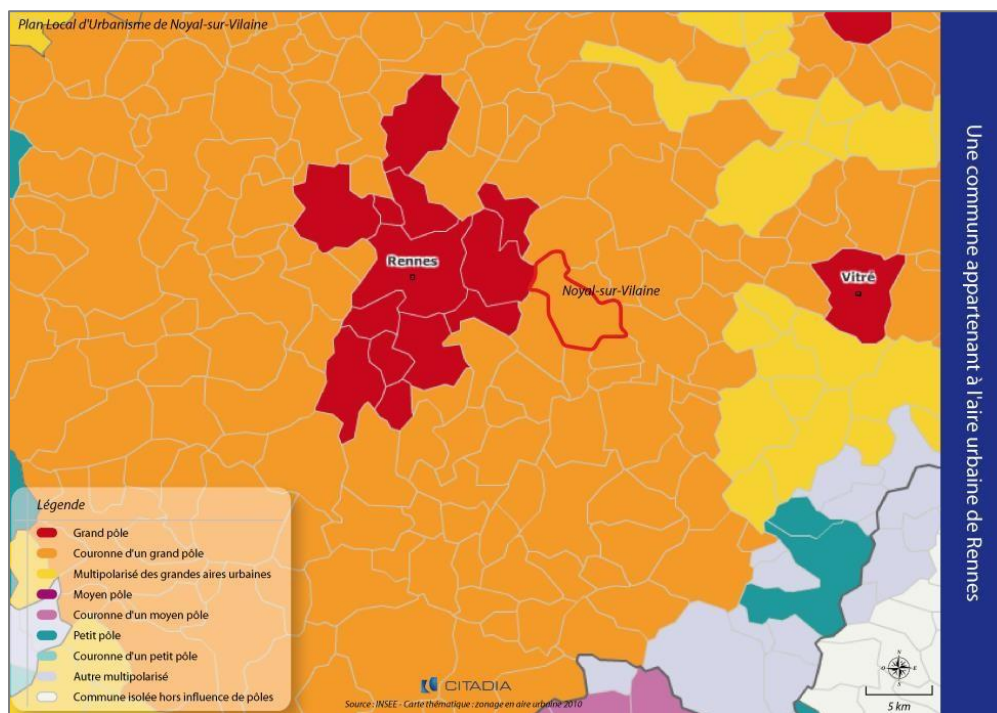 Plan Local d'Urbanisme de Noyal-sur-Vilaine
Rennes
Noyal-sur-Vilaine
Vitré
Une commune appartenant à l'aire urbaine de Rennes
Légende
Grand pôle
Couronne d'un grand pôle
Multipolarisé des grandes aires urbaines
Moyen pôle
Couronne d'un moyen pôle
Petit pôle
Couronne d'un petit pôle
Autre multipolarisé
Commune isolée hors influence de pôles
CITADIA
Source : INSEE - Carte thématique : zonage en aire urbaine 2010
N
O
E
S
5 km